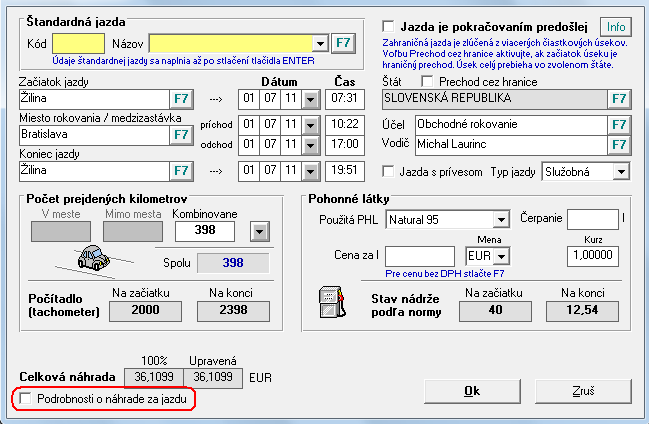 Štandardná jazda
Kód Názov F7
Údaje štandardnej jazdy sa naplnia až po stlačení tlačidla ENTER
Jazda je pokračovaním predošlej Info
Zahraničná jazda je zlúčená z viacerých čiastkových úsekov.
Voľbu Prechod cez hranice aktivujte, ak začiatok úseku je
hraničný prechod. Úsek celý prebieha vo zvolenom štáte.
Začiatok jazdy Dátum Čas
Žilina F7 ---> 01 07 11 07:31
Miesto rokovania / medzizastávka
Bratislava F7 príchod 01 07 11 10:22
odchod 01 07 11 17:00
Koniec jazdy
Žilina F7 ---> 01 07 11 19:51
Štát Prechod cez hranice
SLOVENSKÁ REPUBLIKA F7
Účel Obchodné rokovanie F7
Vodič Michal Laurinc F7
Jazda s prívesom Typ jazdy Služobná
Počet prejdených kilometrov
V meste Mimo mesta Kombinovane
398
Spolu 398
Počítadlo (tachometer) Na začiatku Na konci
2000 2398
Pohonné látky
Použitá PHL Natural 95 Čerpanie l
Mena Kurz
Cena za l EUR 1,00000
Pre cenu bez DPH stlačte F7
Stav nádrže podľa normy Na začiatku Na konci
40 12,54
100% Upravená
Celková náhrada 36,1099 36,1099 EUR
Podrobnosti o náhrade za jazdu
Ok Zruš